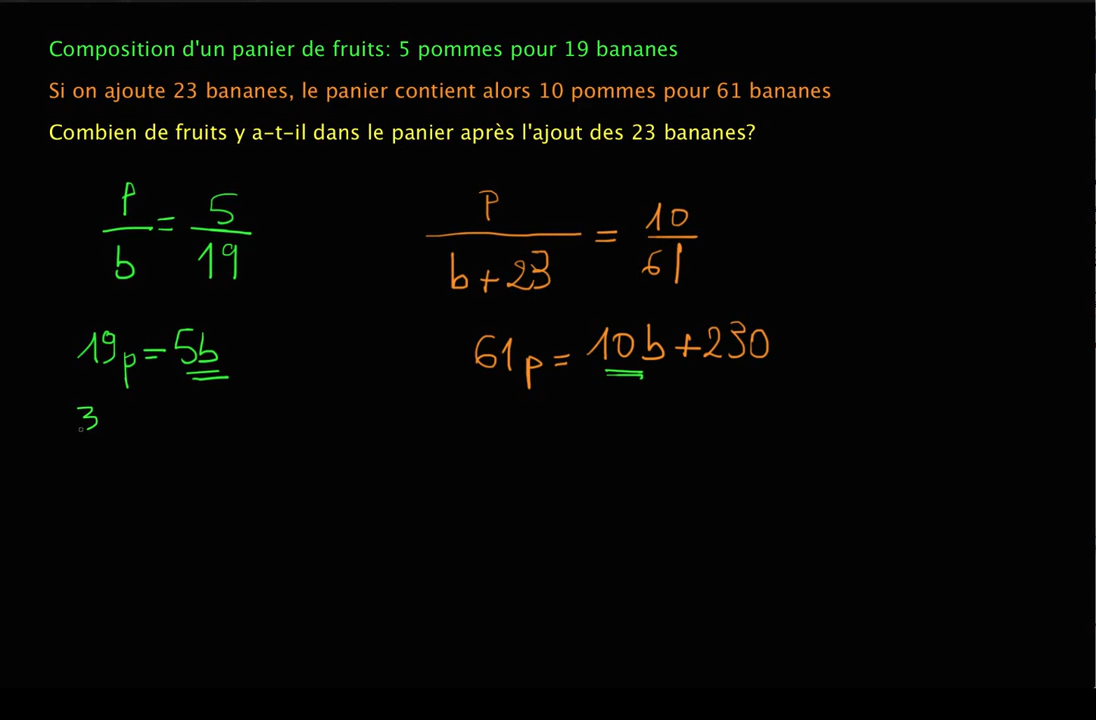 Composition d'un panier de fruits: 5 pommes pour 19 bananes
Si on ajoute 23 bananes, le panier contient alors 10 pommes pour 61 bananes
Combien de fruits y a-t-il dans le panier après l'ajout des 23 bananes?
p/b = 5/19
p/(b+23) = 10/61
19p = 5b
61p = 10b + 230
3